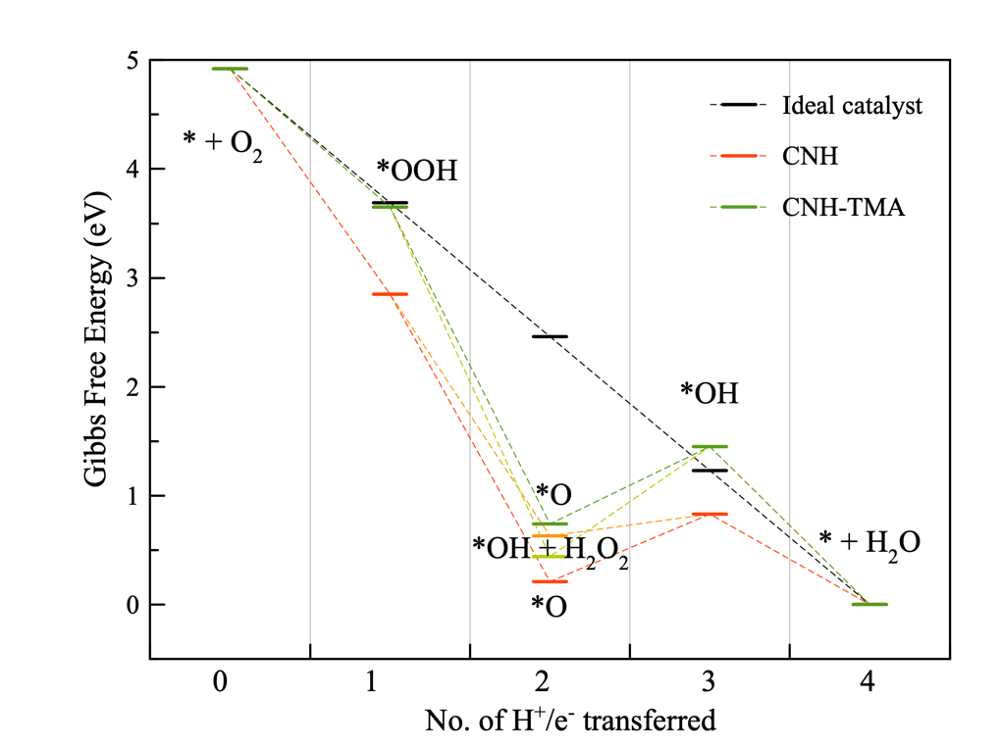 5
4
3
2
1
0
Gibbs Free Energy (eV)
Ideal catalyst
CNH
CNH-TMA
* + O₂
*OOH
*OH
*O
*OH + H₂O₂
*O
* + H₂O
0 1 2 3 4
No. of H⁺/e⁻ transferred